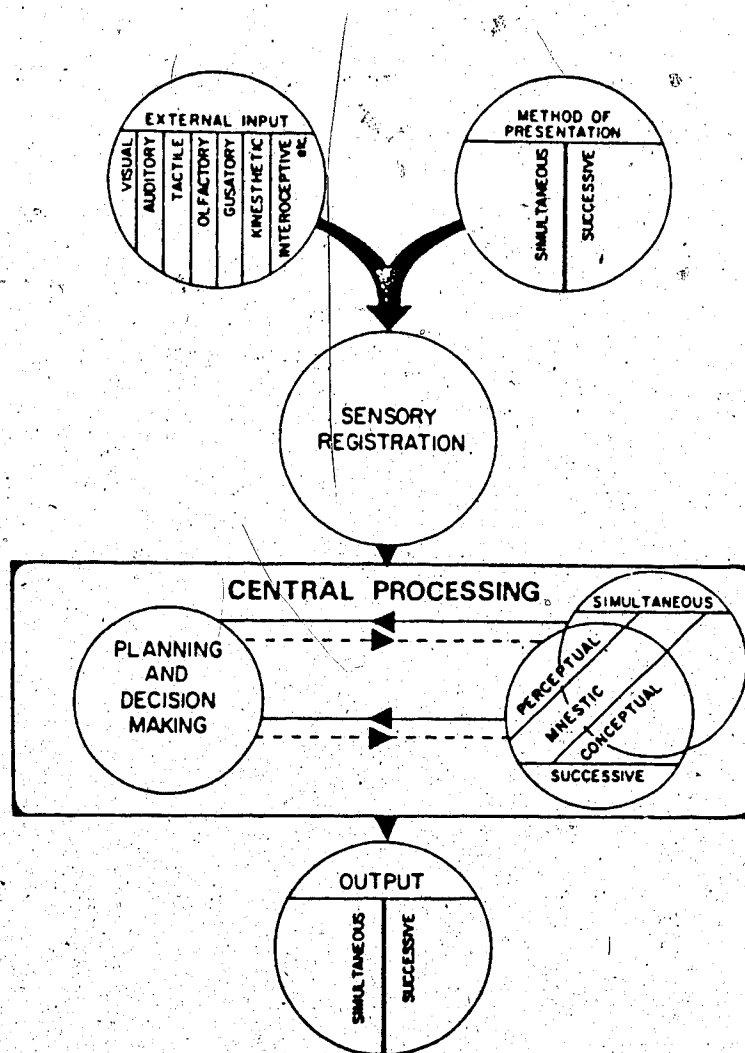 EXTERNAL INPUT
VISUAL
AUDITORY
TACTILE
OLFACTORY
GUSATORY
KINESTHETIC
INTEROCEPTIVE
etc.
METHOD OF
PRESENTATION
SIMULTANEOUS
SUCCESSIVE
SENSORY
REGISTRATION
CENTRAL PROCESSING
PLANNING
AND
DECISION
MAKING
SIMULTANEOUS
PERCEPTUAL
MNESTIC
CONCEPTUAL
SUCCESSIVE
OUTPUT
SIMULTANEOUS
SUCCESSIVE